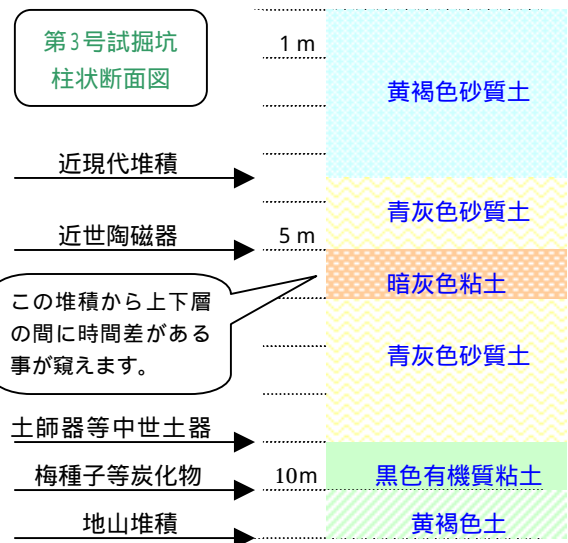 第3号試掘坑
柱状断面図
1m
黄褐色砂質土
近現代堆積
青灰色砂質土
近世陶磁器
5m
暗灰色粘土
この堆積から上下層
の間に時間差がある
事が窺えます。
青灰色砂質土
土師器等中世土器
梅種子等炭化物
10m
黒色有機質粘土
地山堆積
黄褐色土